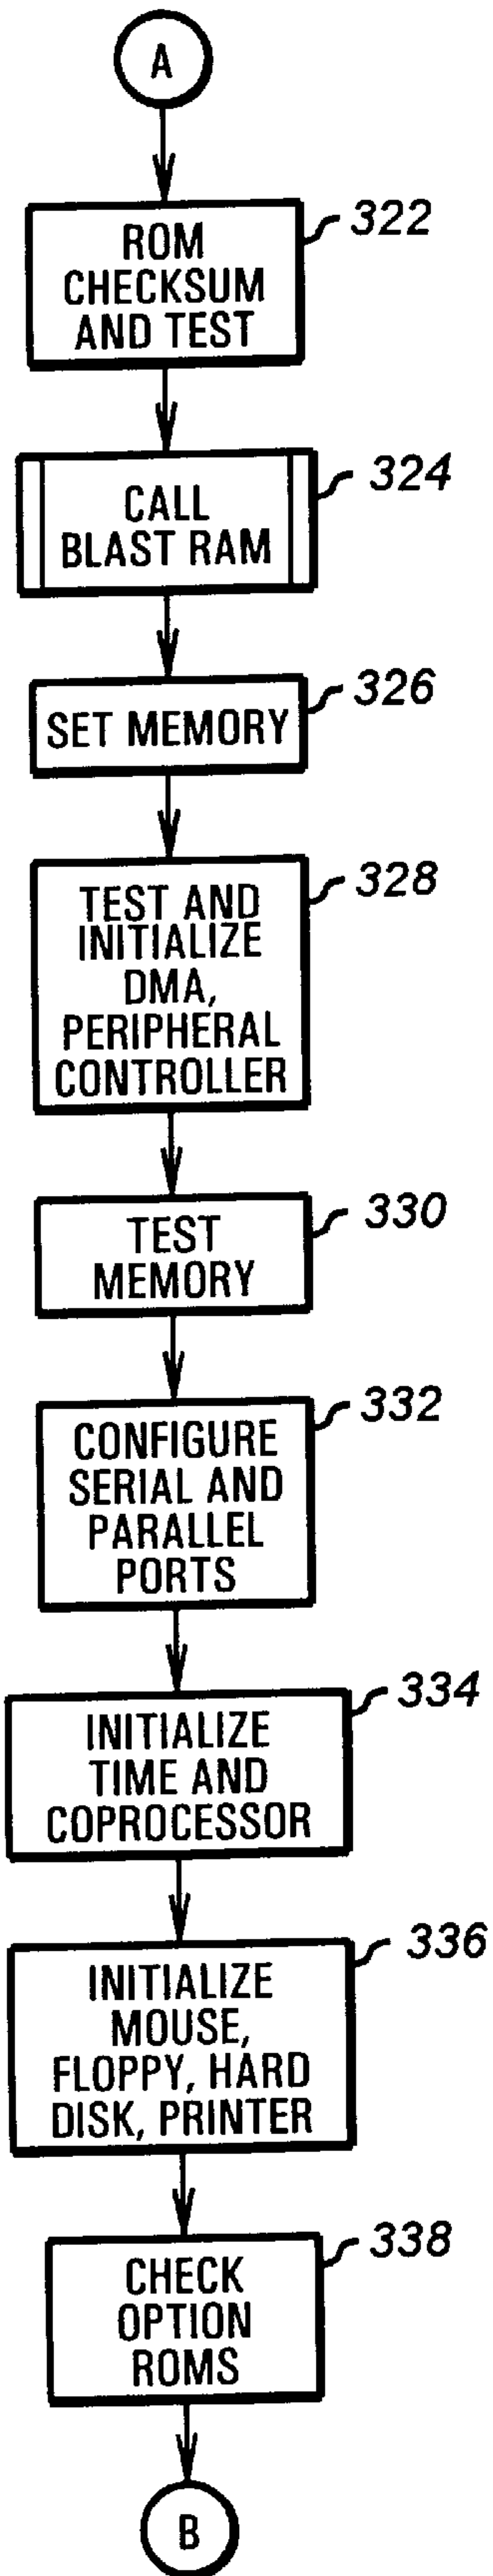 A
322
ROM
CHECKSUM
AND TEST
324
CALL
BLAST RAM
326
SET MEMORY
328
TEST AND
INITIALIZE
DMA,
PERIPHERAL
CONTROLLER
330
TEST
MEMORY
332
CONFIGURE
SERIAL AND
PARALLEL
PORTS
334
INITIALIZE
TIME AND
COPROCESSOR
336
INITIALIZE
MOUSE,
FLOPPY, HARD
DISK, PRINTER
338
CHECK
OPTION
ROMS
B